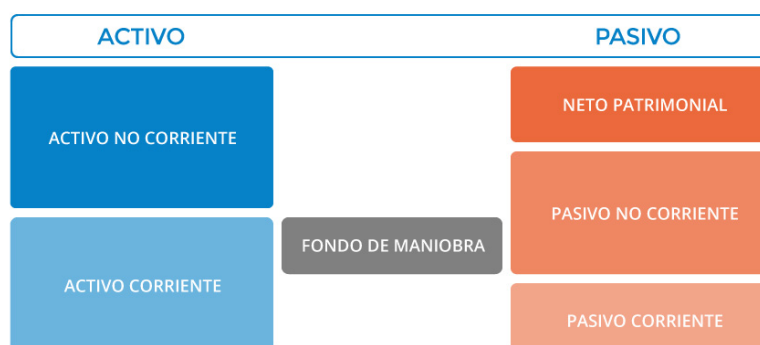 ACTIVO
PASIVO
ACTIVO NO CORRIENTE
NETO PATRIMONIAL
PASIVO NO CORRIENTE
FONDO DE MANIOBRA
ACTIVO CORRIENTE
PASIVO CORRIENTE